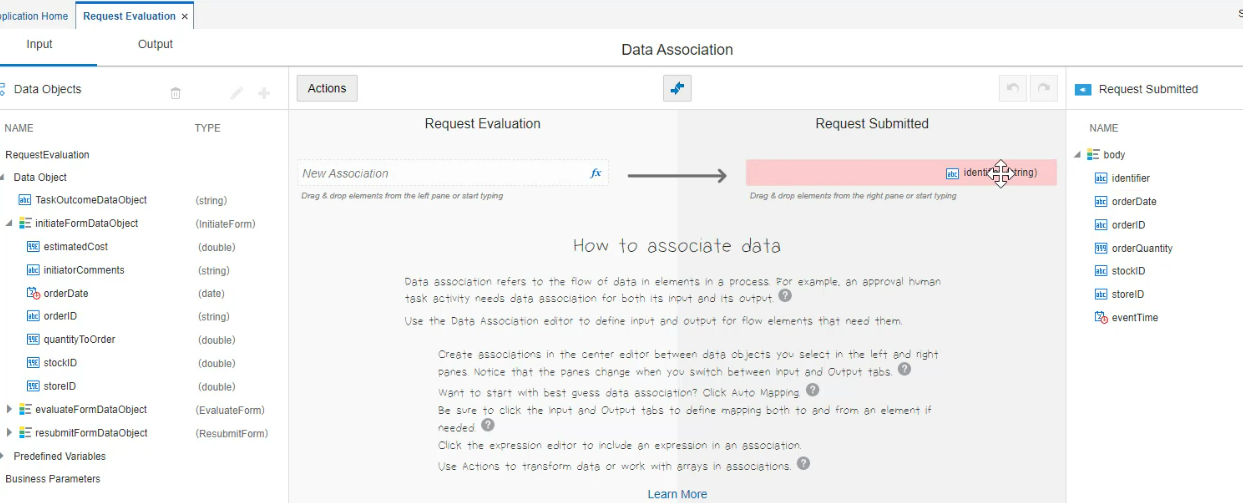 plication Home
Request Evaluation ×
S
Input
Output
Data Association
Data Objects
Actions
Request Submitted
NAME
TYPE
RequestEvaluation
Data Object
TaskOutcomeDataObject (string)
initiateFormDataObject (InitiateForm)
estimatedCost (double)
initiatorComments (string)
orderDate (date)
orderID (string)
quantityToOrder (double)
stockID (double)
storeID (double)
evaluateFormDataObject (EvaluateForm)
resubmitFormDataObject (ResubmitForm)
Predefined Variables
Business Parameters
Request Evaluation
Request Submitted
New Association fx
abc identi tring)
Drag & drop elements from the left pane or start typing
Drag & drop elements from the right pane or start typing
How to associate data
Data association refers to the flow of data in elements in a process. For example, an approval human
task activity needs data association for both its input and its output. ?
Use the Data Association editor to define input and output for flow elements that need them.
Create associations in the center editor between data objects you select in the left and right
panes. Notice that the panes change when you switch between Input and Output tabs. ?
Want to start with best guess data association? Click Auto Mapping. ?
Be sure to click the Input and Output tabs to define mapping both to and from an element if
needed. ?
Click the expression editor to include an expression in an association.
Use Actions to transform data or work with arrays in associations. ?
Learn More
NAME
body
identifier
orderDate
orderID
orderQuantity
stockID
storeID
eventTime